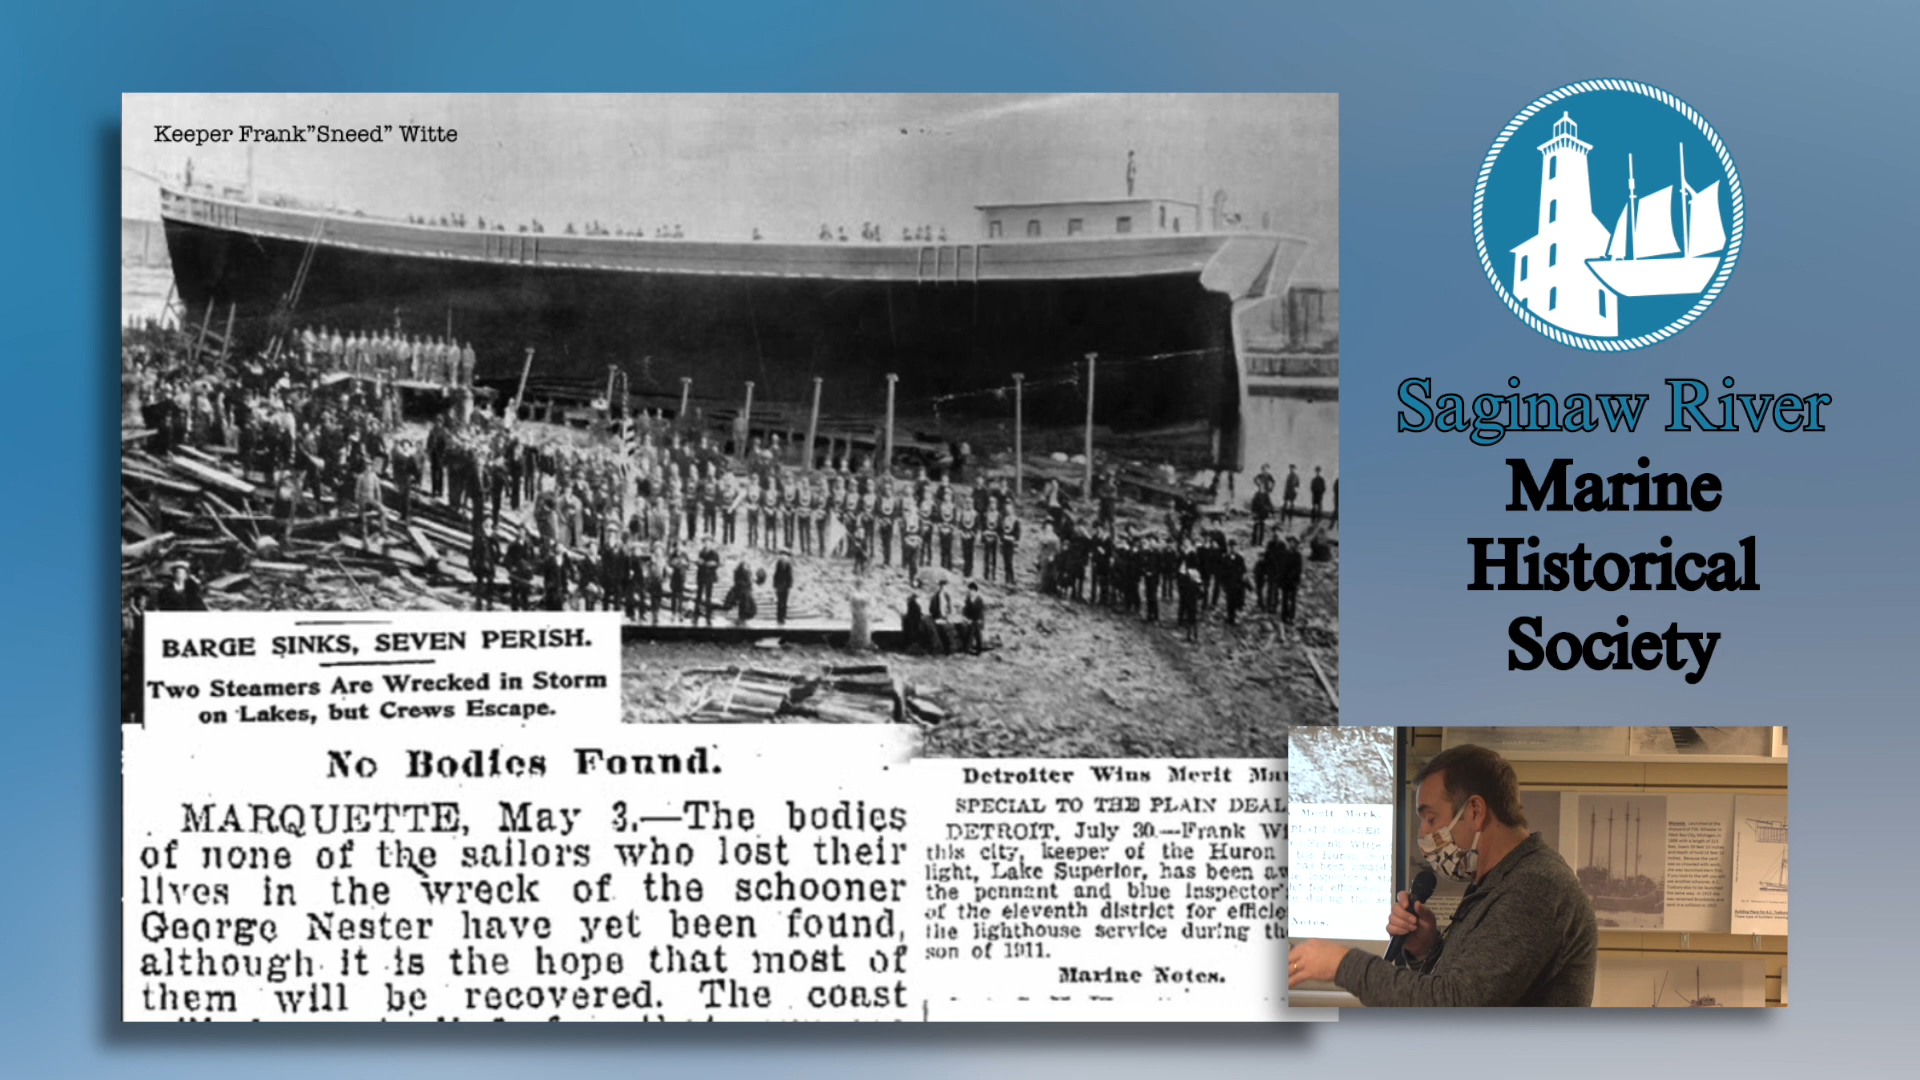 Keeper Frank”Sneed” Witte
BARGE SINKS, SEVEN PERISH.
Two Steamers Are Wrecked in Storm
on Lakes, but Crews Escape.
No Bodies Found.
MARQUETTE, May 3.—The bodies
of none of the sailors who lost their
lives in the wreck of the schooner
George Nester have yet been found,
although it is the hope that most of
them will be recovered. The coast
Detroiter Wins Merit
SPECIAL TO THE PLAIN DEAL
DETROIT, July 30.—Frank Wi
this city, keeper of the Huron
light, Lake Superior, has been aw
the pennant and blue inspector's
of the eleventh district for efficie
the lighthouse service during th
son of 1911.
Marine Notes.
Saginaw River
Marine
Historical
Society